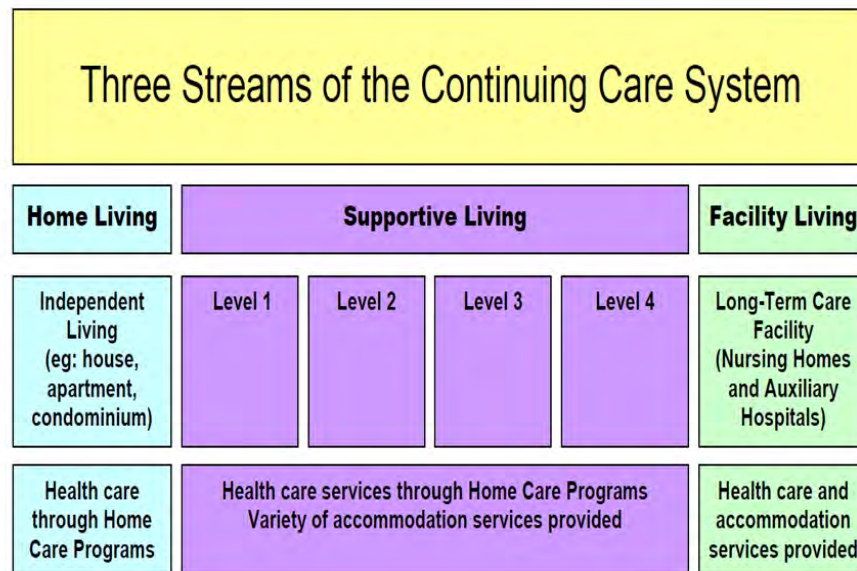 Three Streams of the Continuing Care System
Home Living
Supportive Living
Facility Living
Independent
Living
(eg: house,
apartment,
condominium)
Level 1
Level 2
Level 3
Level 4
Long-Term Care
Facility
(Nursing Homes
and Auxiliary
Hospitals)
Health care
through Home
Care Programs
Health care services through Home Care Programs
Variety of accommodation services provided
Health care and
accommodation
services provided